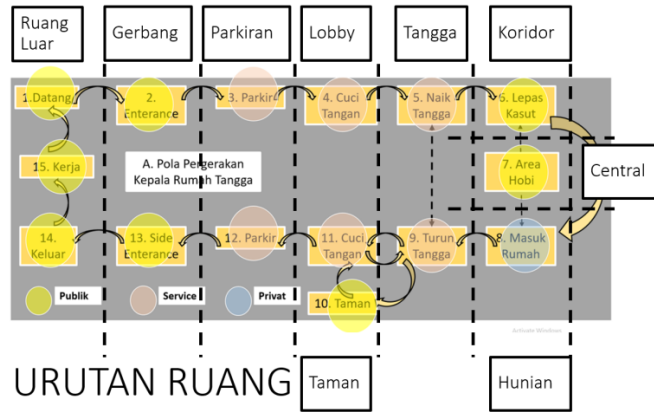 Ruang
Luar
Gerbang
Parkiran
Lobby
Tangga
Koridor
1.Datang
2.
Enterance
3. Parkir
4. Cuci
Tangan
5. Naik
Tangga
6. Lepas
Kasut
15. Kerja
A. Pola Pergerakan
Kepala Rumah Tangga
7. Area
Hobi
Central
14.
Keluar
13. Side
Enterance
12. Parkir
11. Cuci
Tangan
9. Turun
Tangga
8. Masuk
Rumah
10. Taman
Publik
Service
Privat
Activate Windows
URUTAN RUANG
Taman
Hunian